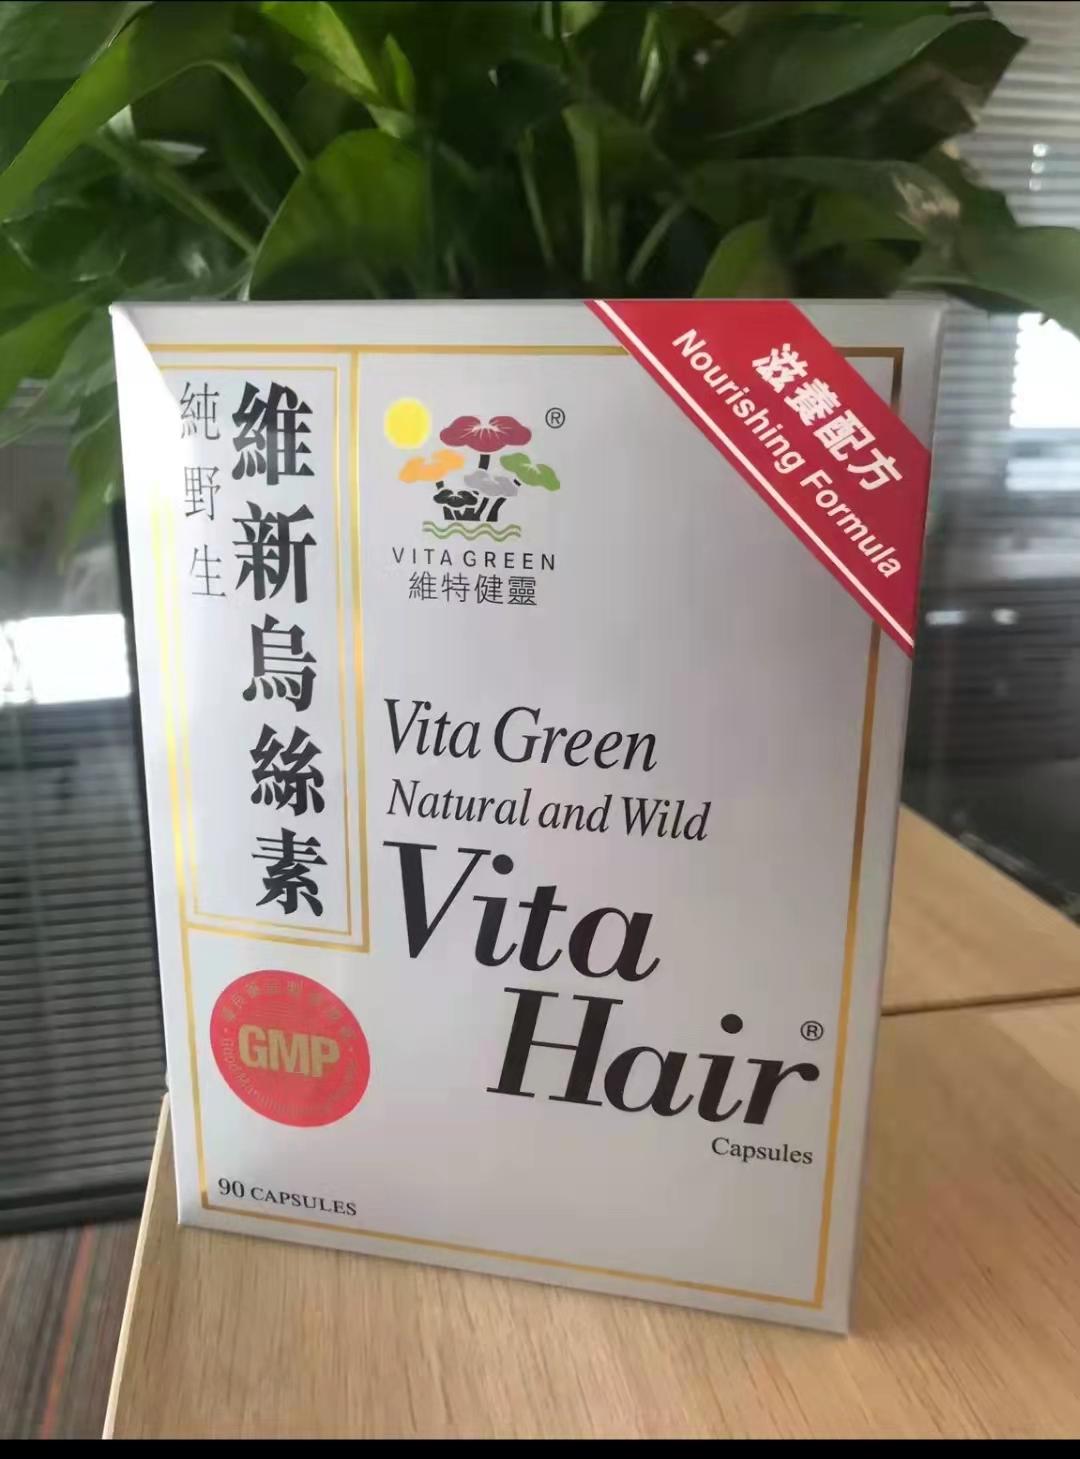 滋養配方
Nourishing Formula
純野生
維新烏絲素
VITA GREEN
維特健靈
Vita Green
Natural and Wild
Vita
Hair®
Capsules
GMP
90 CAPSULES